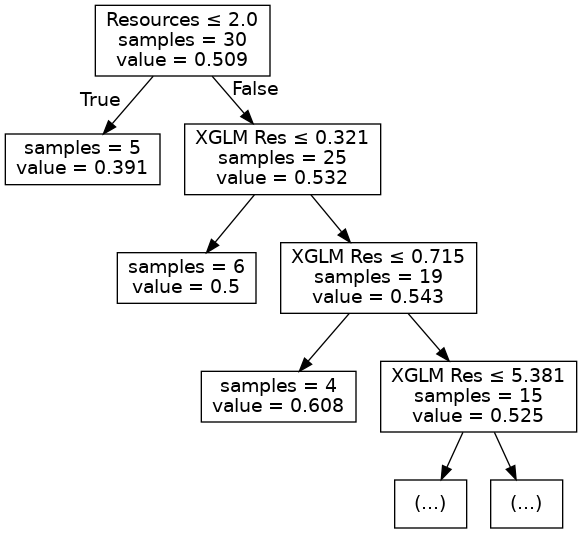 Resources ≤ 2.0
samples = 30
value = 0.509
True
False
samples = 5
value = 0.391
XGLM Res ≤ 0.321
samples = 25
value = 0.532
samples = 6
value = 0.5
XGLM Res ≤ 0.715
samples = 19
value = 0.543
samples = 4
value = 0.608
XGLM Res ≤ 5.381
samples = 15
value = 0.525
(...)
(...)